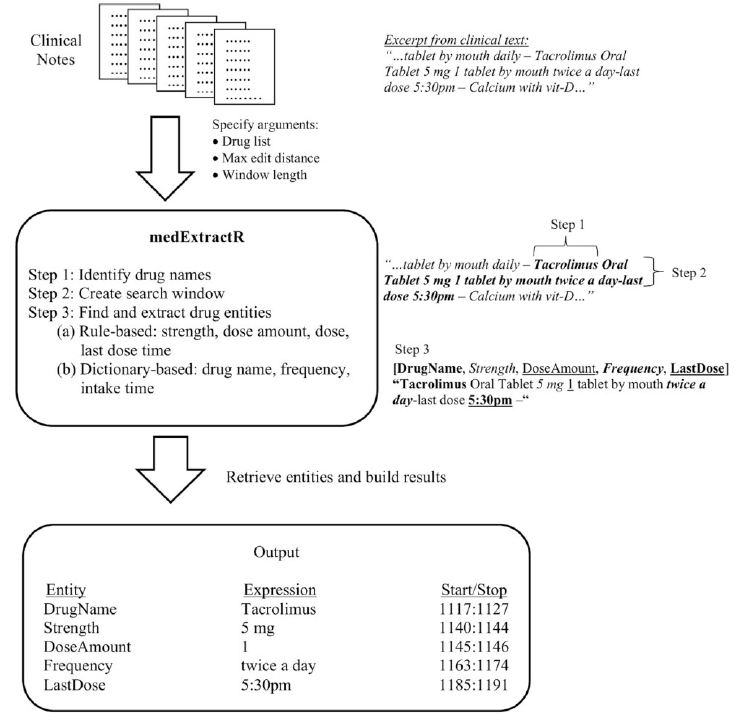 Clinical
Notes
Excerpt from clinical text:
“…tablet by mouth daily – Tacrolimus Oral
Tablet 5 mg 1 tablet by mouth twice a day-last
dose 5:30pm – Calcium with vit-D…”
Specify arguments:
• Drug list
• Max edit distance
• Window length
medExtractR
Step 1: Identify drug names
Step 2: Create search window
Step 3: Find and extract drug entities
(a) Rule-based: strength, dose amount, dose,
last dose time
(b) Dictionary-based: drug name, frequency,
intake time
Step 1
“…tablet by mouth daily – Tacrolimus Oral
Tablet 5 mg 1 tablet by mouth twice a day-last
dose 5:30pm – Calcium with vit-D…”
Step 2
Step 3
[DrugName, Strength, DoseAmount, Frequency, LastDose]
“Tacrolimus Oral Tablet 5 mg 1 tablet by mouth twice a
day-last dose 5:30pm –“
Retrieve entities and build results
Output
Entity Expression Start/Stop
DrugName Tacrolimus 1117:1127
Strength 5 mg 1140:1144
DoseAmount 1 1145:1146
Frequency twice a day 1163:1174
LastDose 5:30pm 1185:1191